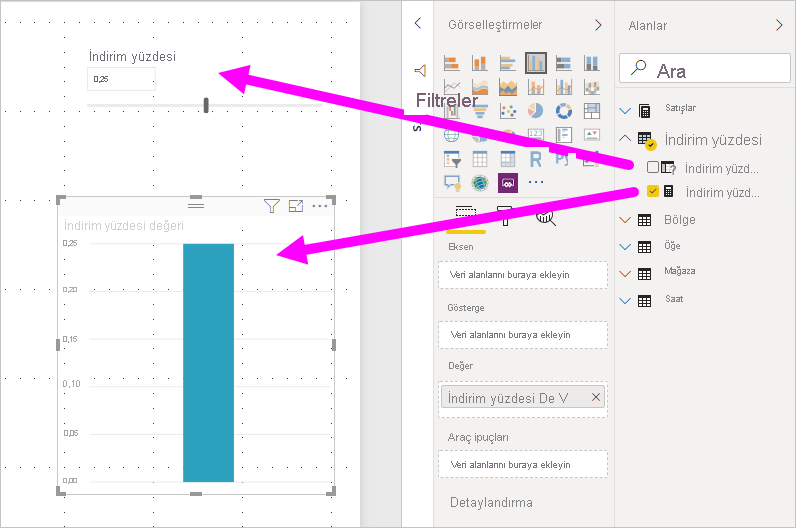 İndirim yüzdesi
0,25
İndirim yüzdesi değeri
0,25
0,20
0,15
0,10
0,05
0,00
Filtreler
Görselleştirmeler
Eksen
Veri alanlarını buraya ekleyin
Gösterge
Veri alanlarını buraya ekleyin
Değer
İndirim yüzdesi De V
Araç ipuçları
Veri alanlarını buraya ekleyin
Detaylandırma
Alanlar
Ara
Satışlar
İndirim yüzdesi
İndirim yüzd...
İndirim yüzd...
Bölge
Öğe
Mağaza
Saat